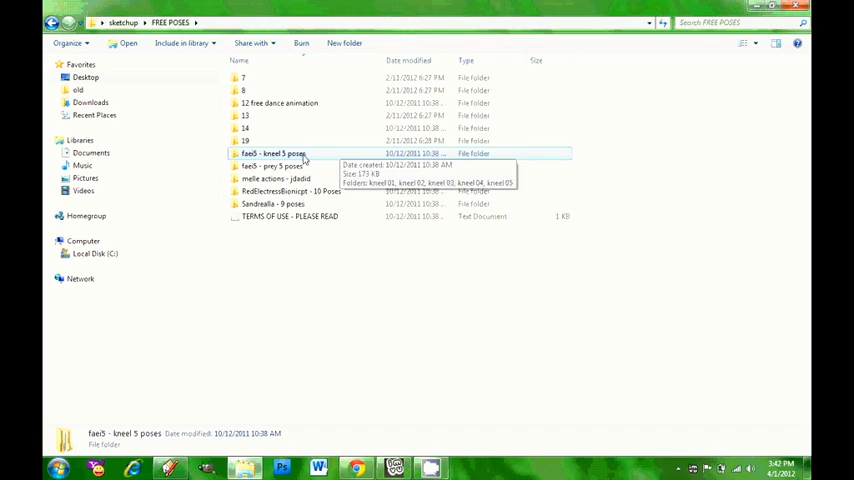 sketchup ▸ FREE POSES ▸
Search FREE POSES
Organize ▾ Open Include in library ▾ Share with ▾ Burn New folder
Name Date modified Type Size
Favorites
Desktop
old
Downloads
Recent Places
Libraries
Documents
Music
Pictures
Videos
Homegroup
Computer
Local Disk (C:)
Network
7 2/11/2012 6:27 PM File folder
8 2/11/2012 6:27 PM File folder
12 free dance animation 10/12/2011 10:38 ... File folder
13 2/11/2012 6:27 PM File folder
14 10/12/2011 10:38 ... File folder
19 2/11/2012 6:28 PM File folder
faei5 - kneel 5 poses 10/12/2011 10:38 ... File folder
faei5 - prey 5 poses
melle actions - jdadid
RedElectressBionicpt - 10 Poses 10/12/2011 10:38 ... File folder
Sandrealla - 9 poses 10/12/2011 10:38 ... File folder
TERMS OF USE - PLEASE READ 10/12/2011 10:38 ... Text Document 1 KB
Date created: 10/12/2011 10:38 AM
Size: 173 KB
Folders: kneel 01, kneel 02, kneel 03, kneel 04, kneel 05
faei5 - kneel 5 poses Date modified: 10/12/2011 10:38 AM
File folder
Ps W
3:42 PM
4/1/2012